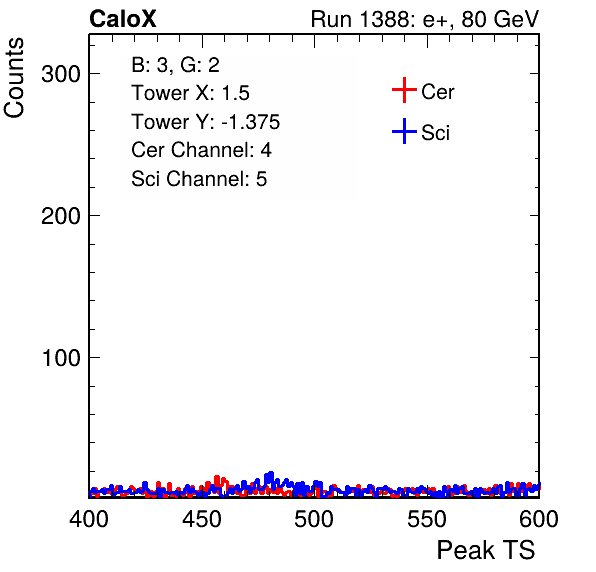 CaloX Run 1388: e+, 80 GeV
Counts
B: 3, G: 2
Tower X: 1.5
Tower Y: -1.375
Cer Channel: 4
Sci Channel: 5
Cer
Sci
300
200
100
400 450 500 550 600
Peak TS